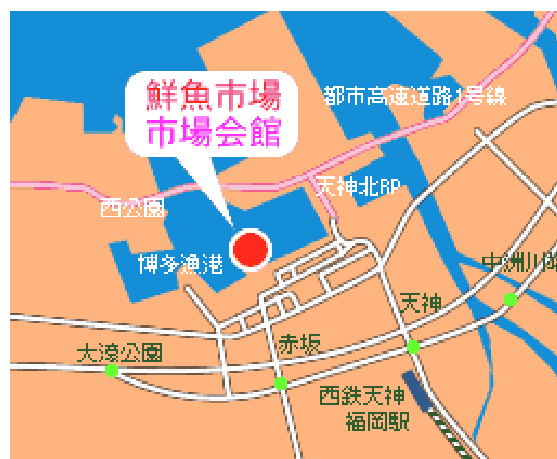 鮮魚市場
市場会館
都市高速道路1号線
天神北RP
西公園
博多漁港
中洲川端
天神
赤坂
大濠公園
西鉄天神
福岡駅